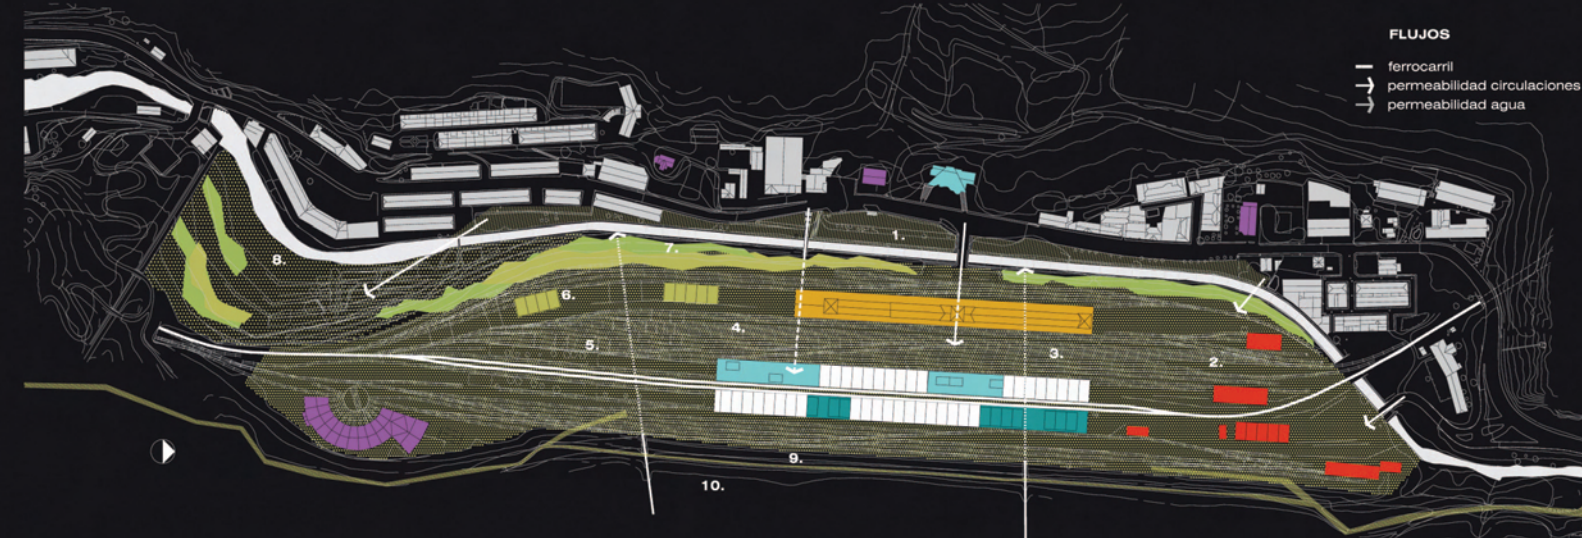 FLUJOS
ferrocarril
permeabilidad circulaciones
permeabilidad agua
1.
7.
8.
6.
4.
5.
3.
2.
9.
10.